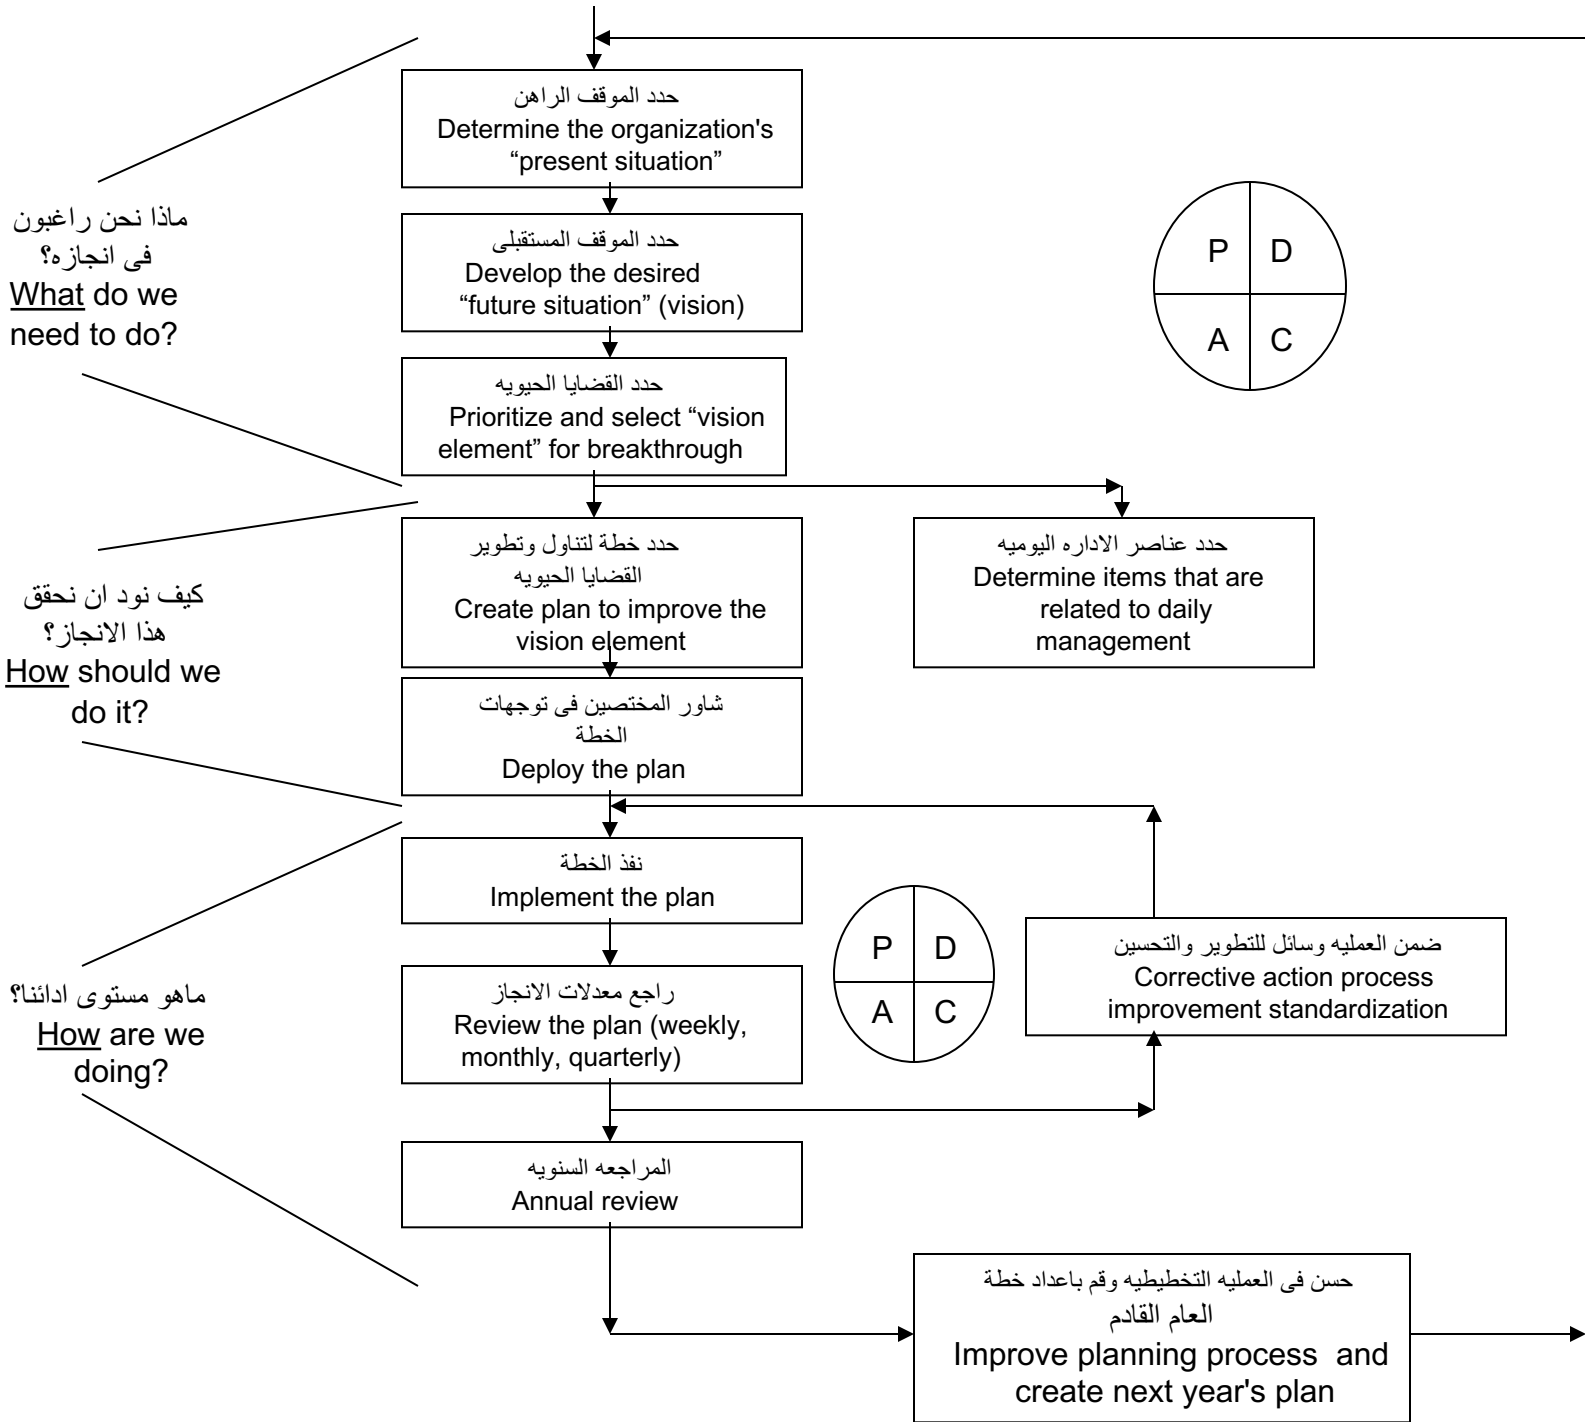 حدد الموقف الراهن
Determine the organization's
“present situation”
ماذا نحن راغبون
فى انجازه؟
What do we
need to do?
حدد الموقف المستقبلى
Develop the desired
“future situation” (vision)
P D
A C
حدد القضايا الحيويه
Prioritize and select “vision
element” for breakthrough
حدد خطة لتناول وتطوير
القضايا الحيويه
Create plan to improve the
vision element
حدد عناصر الاداره اليوميه
Determine items that are
related to daily
management
كيف نود ان نحقق
هذا الانجاز؟
How should we
do it?
شاور المختصين فى توجهات
الخطة
Deploy the plan
نفذ الخطة
Implement the plan
P D
A C
ضمن العمليه وسائل للتطوير والتحسين
Corrective action process
improvement standardization
ماهو مستوى ادائنا؟
How are we
doing?
راجع معدلات الانجاز
Review the plan (weekly,
monthly, quarterly)
المراجعه السنويه
Annual review
حسن فى العمليه التخطيطيه وقم باعداد خطة
العام القادم
Improve planning process and
create next year's plan